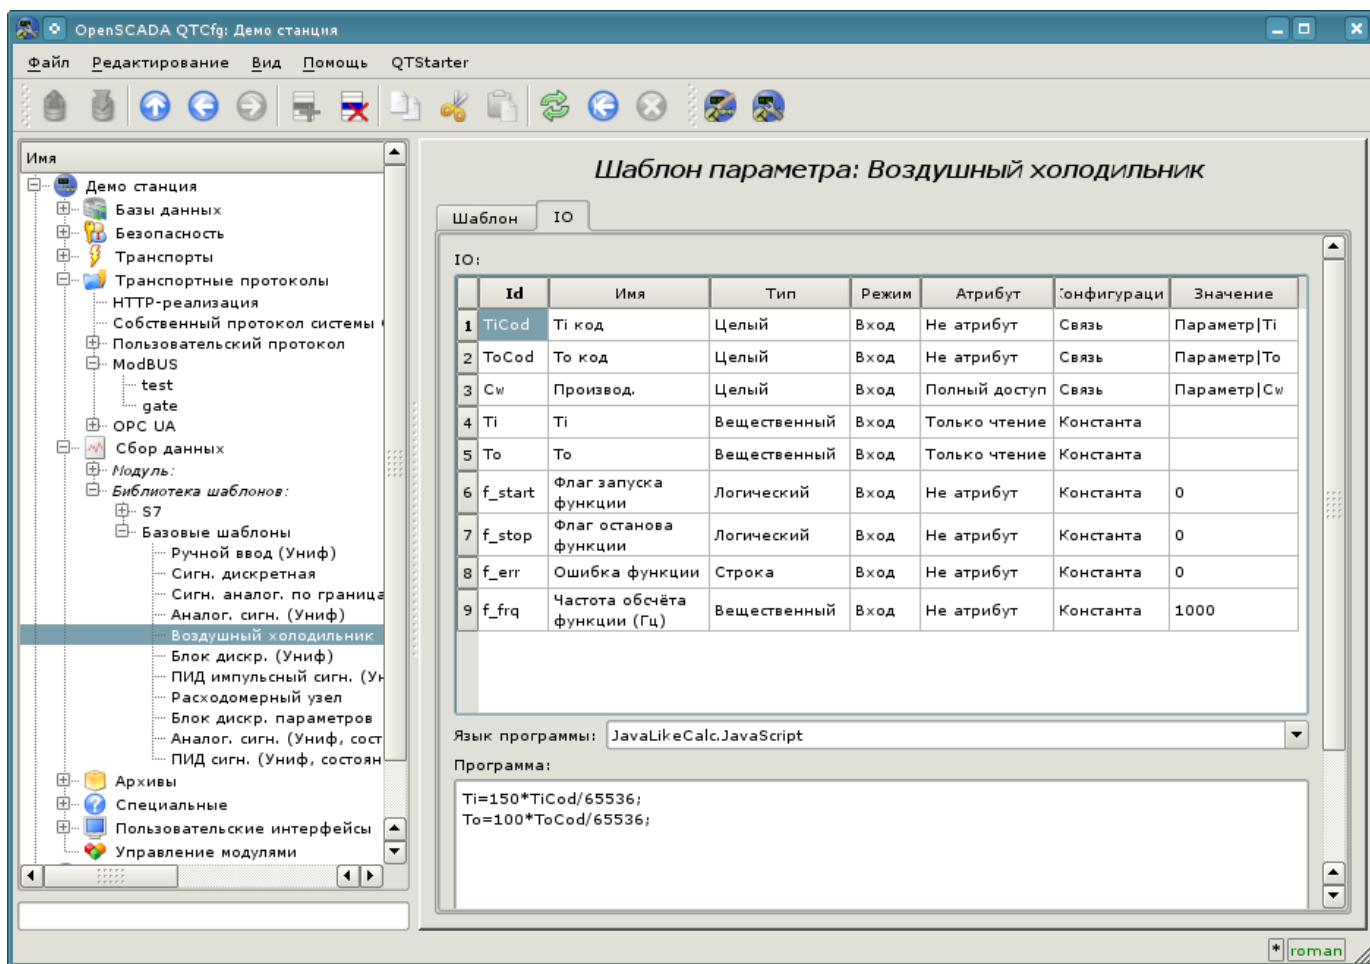 OpenSCADA QTCfg: Демо станция
Файл Редактирование Вид Помощь QTStarter
Имя
Демо станция
Базы данных
Безопасность
Транспорты
Транспортные протоколы
HTTP-реализация
Собственный протокол системы
Пользовательский протокол
ModBUS
test
gate
OPC UA
Сбор данных
Модуль:
Библиотека шаблонов:
S7
Базовые шаблоны
Ручной ввод (Униф)
Сигн. дискретная
Сигн. аналог. по граница
Аналог. сигн. (Униф)
Воздушный холодильник
Блок дискр. (Униф)
ПИД импульсный сигн. (Ун
Расходомерный узел
Блок дискр. параметров
Аналог. сигн. (Униф, сост
ПИД сигн. (Униф, состоян
Архивы
Специальные
Пользовательские интерфейсы
Управление модулями
Шаблон параметра: Воздушный холодильник
Шаблон IO
IO:
Id Имя Тип Режим Атрибут Конфигураци Значение
1 TiCod Ti код Целый Вход Не атрибут Связь Параметр|Ti
2 ToCod To код Целый Вход Не атрибут Связь Параметр|To
3 Cw Производ. Целый Вход Полный доступ Связь Параметр|Cw
4 Ti Ti Вещественный Вход Только чтение Константа
5 To To Вещественный Вход Только чтение Константа
6 f_start Флаг запуска функции Логический Вход Не атрибут Константа 0
7 f_stop Флаг останова функции Логический Вход Не атрибут Константа 0
8 f_err Ошибка функции Строка Вход Не атрибут Константа 0
9 f_frq Частота обсчёта функции (Гц) Вещественный Вход Не атрибут Константа 1000
Язык программы: JavaLikeCalc.JavaScript
Программа:
Ti=150*TiCod/65536;
To=100*ToCod/65536;
* roman